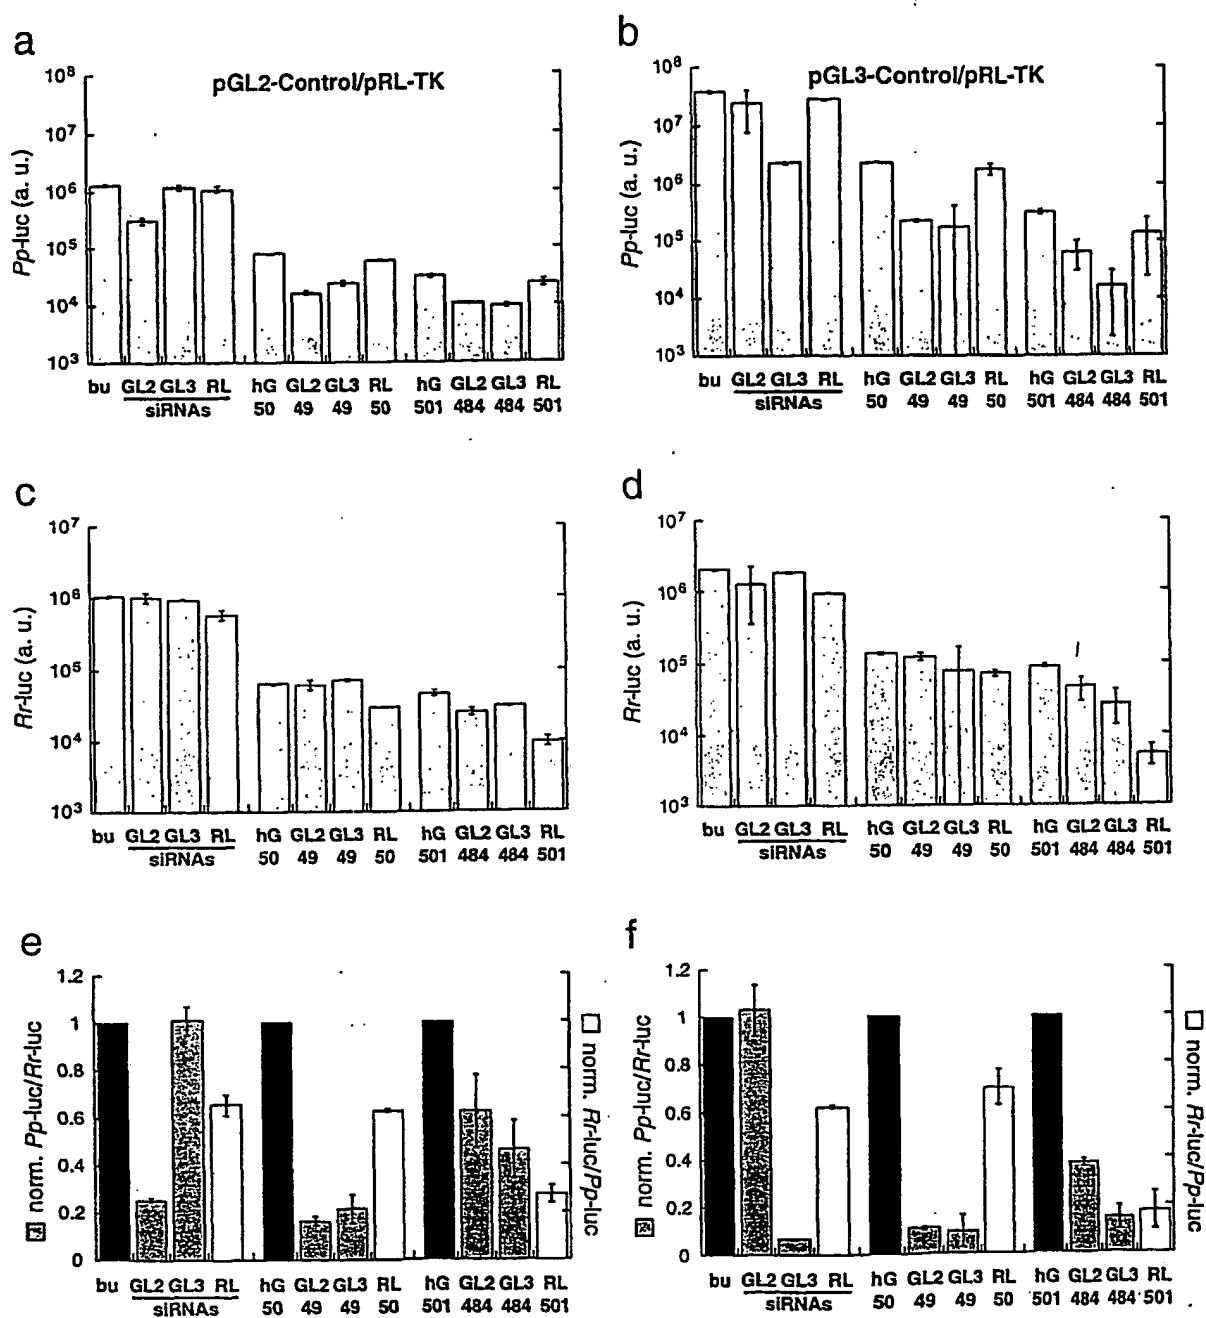 a
pGL2-Control/pRL-TK
Pp-luc (a. u.)
10⁸
10⁷
10⁶
10⁵
10⁴
10³
bu GL2 GL3 RL hG GL2 GL3 RL hG GL2 GL3 RL
siRNAs 50 49 49 50 501 484 484 501
b
pGL3-Control/pRL-TK
Pp-luc (a. u.)
10⁸
10⁷
10⁶
10⁵
10⁴
10³
bu GL2 GL3 RL hG GL2 GL3 RL hG GL2 GL3 RL
siRNAs 50 49 49 50 501 484 484 501
c
Rr-luc (a. u.)
10⁷
10⁶
10⁵
10⁴
10³
bu GL2 GL3 RL hG GL2 GL3 RL hG GL2 GL3 RL
siRNAs 50 49 49 50 501 484 484 501
d
Rr-luc (a. u.)
10⁷
10⁶
10⁵
10⁴
10³
bu GL2 GL3 RL hG GL2 GL3 RL hG GL2 GL3 RL
siRNAs 50 49 49 50 501 484 484 501
e
norm. Pp-luc/Rr-luc
1.2
1
0.8
0.6
0.4
0.2
0
norm. Rr-luc/Pp-luc
bu GL2 GL3 RL hG GL2 GL3 RL hG GL2 GL3 RL
siRNAs 50 49 49 50 501 484 484 501
f
norm. Pp-luc/Rr-luc
1.2
1
0.8
0.6
0.4
0.2
0
norm. Rr-luc/Pp-luc
bu GL2 GL3 RL hG GL2 GL3 RL hG GL2 GL3 RL
siRNAs 50 49 49 50 501 484 484 501